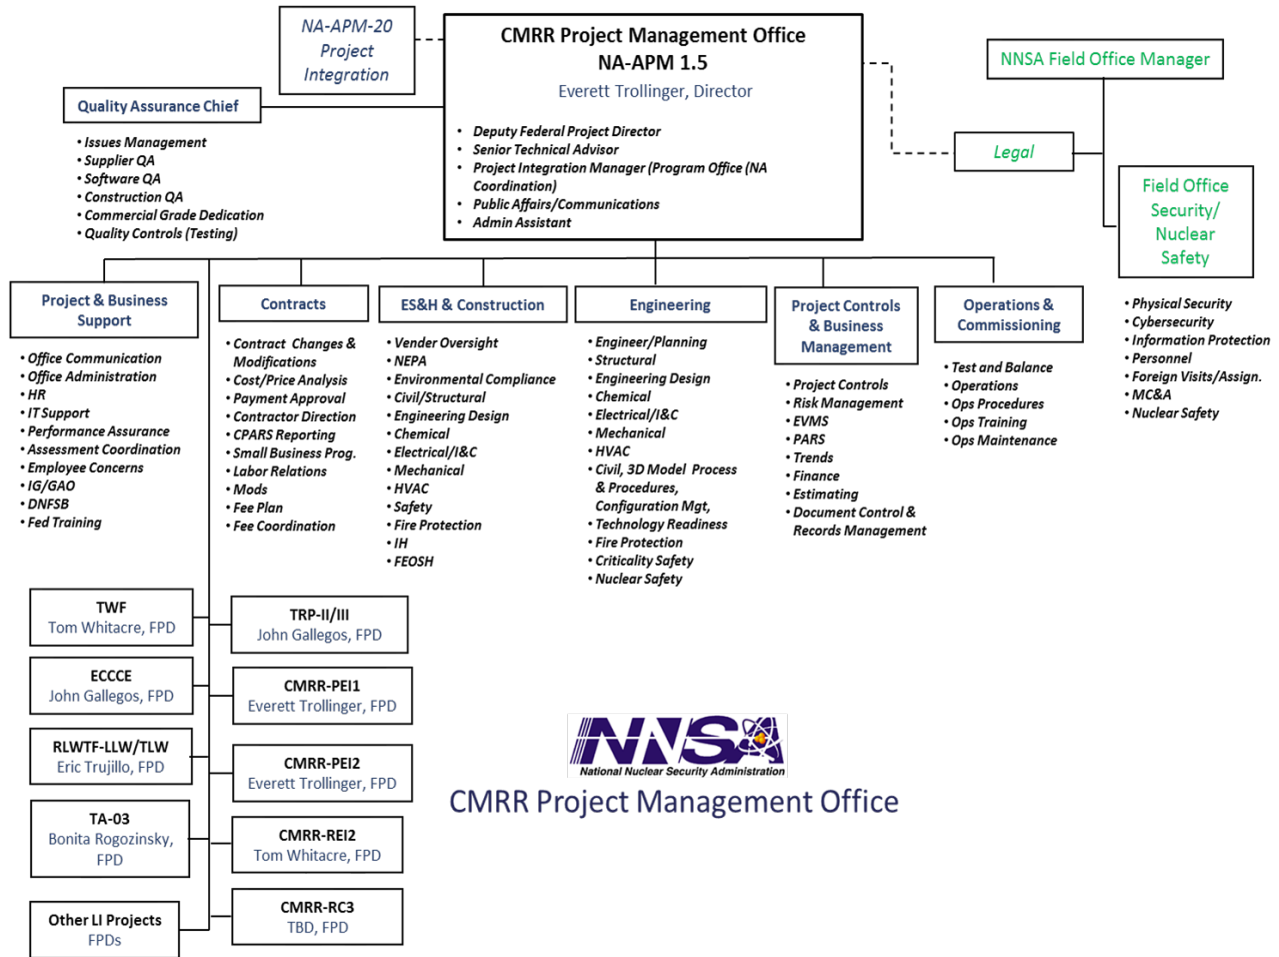 NA-APM-20
Project
Integration
CMRR Project Management Office
NA-APM 1.5
Everett Trollinger, Director
• Deputy Federal Project Director
• Senior Technical Advisor
• Project Integration Manager (Program Office (NA
Coordination)
• Public Affairs/Communications
• Admin Assistant
NNSA Field Office Manager
Legal
Field Office
Security/
Nuclear
Safety
• Physical Security
• Cybersecurity
• Information Protection
• Personnel
• Foreign Visits/Assign.
• MC&A
• Nuclear Safety
Quality Assurance Chief
• Issues Management
• Supplier QA
• Software QA
• Construction QA
• Commercial Grade Dedication
• Quality Controls (Testing)
Project & Business
Support
• Office Communication
• Office Administration
• HR
• IT Support
• Performance Assurance
• Assessment Coordination
• Employee Concerns
• IG/GAO
• DNFSB
• Fed Training
Contracts
• Contract Changes &
Modifications
• Cost/Price Analysis
• Payment Approval
• Contractor Direction
• CPARS Reporting
• Small Business Prog.
• Labor Relations
• Mods
• Fee Plan
• Fee Coordination
ES&H & Construction
• Vender Oversight
• NEPA
• Environmental Compliance
• Civil/Structural
• Engineering Design
• Chemical
• Electrical/I&C
• Mechanical
• HVAC
• Safety
• Fire Protection
• IH
• FEOSH
Engineering
• Engineer/Planning
• Structural
• Engineering Design
• Chemical
• Electrical/I&C
• Mechanical
• HVAC
• Civil, 3D Model Process
& Procedures,
Configuration Mgt,
• Technology Readiness
• Fire Protection
• Criticality Safety
• Nuclear Safety
Project Controls
& Business
Management
• Project Controls
• Risk Management
• EVMS
• PARS
• Trends
• Finance
• Estimating
• Document Control &
Records Management
Operations &
Commissioning
• Test and Balance
• Operations
• Ops Procedures
• Ops Training
• Ops Maintenance
TWF
Tom Whitacre, FPD
TRP-II/III
John Gallegos, FPD
ECCCE
John Gallegos, FPD
CMRR-PEI1
Everett Trollinger, FPD
RLWTF-LLW/TLW
Eric Trujillo, FPD
CMRR-PEI2
Everett Trollinger, FPD
TA-03
Bonita Rogozinsky,
FPD
CMRR-REI2
Tom Whitacre, FPD
Other LI Projects
FPDs
CMRR-RC3
TBD, FPD
NNSA
National Nuclear Security Administration
CMRR Project Management Office